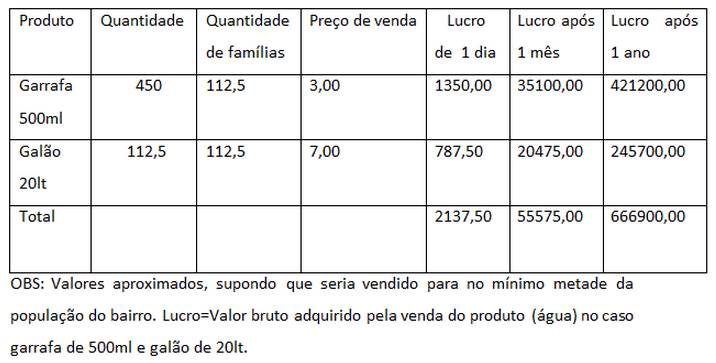 Produto Quantidade Quantidade de famílias Preço de venda Lucro de 1 dia Lucro após 1 mês Lucro após 1 ano
Garrafa 500ml 450 112,5 3,00 1350,00 35100,00 421200,00
Galão 20lt 112,5 112,5 7,00 787,50 20475,00 245700,00
Total 2137,50 55575,00 666900,00
OBS: Valores aproximados, supondo que seria vendido para no mínimo metade da
população do bairro. Lucro=Valor bruto adquirido pela venda do produto (água) no caso
garrafa de 500ml e galão de 20lt.